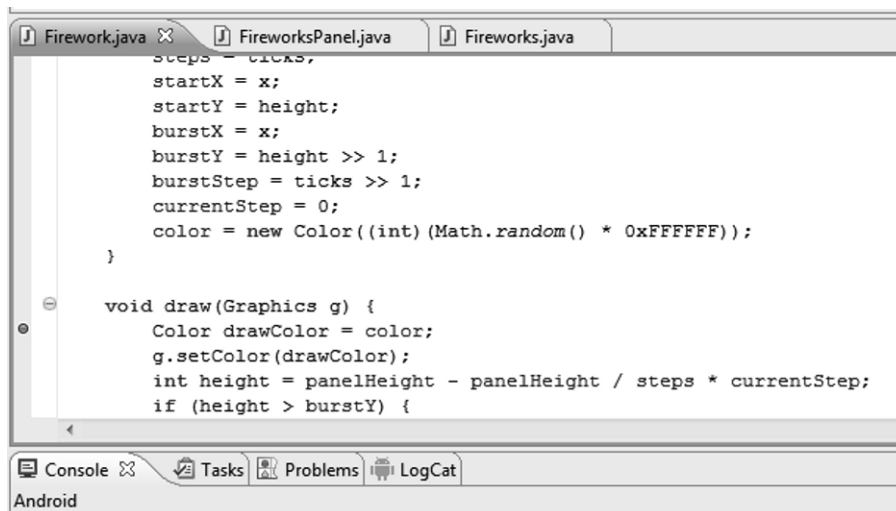 Firework.java FireworksPanel.java Fireworks.java
steps = ticks;
startX = x;
startY = height;
burstX = x;
burstY = height >> 1;
burstStep = ticks >> 1;
currentStep = 0;
color = new Color((int)(Math.random() * 0xFFFFFF));
}
void draw(Graphics g) {
Color drawColor = color;
g.setColor(drawColor);
int height = panelHeight - panelHeight / steps * currentStep;
if (height > burstY) {
Console Tasks Problems LogCat
Android